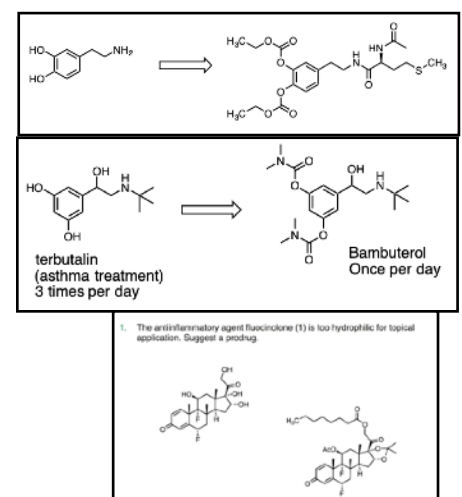 HO
HO
NH₂
H₃C O O
O
O O
H₃C O O
H
N
O
HN
O
S CH₃
HO
OH
OH
H
N
terbutalin
(asthma treatment)
3 times per day
N O
O
O
N O
O
OH
H
N
Bambuterol
Once per day
1. The antiinflammatory agent fluocinolone (1) is too hydrophilic for topical
application. Suggest a prodrug.
OH
O
HO
OH
OH
F
H
O
F
H₃C
O
O
O
AcO
O
O
F
H
O
F